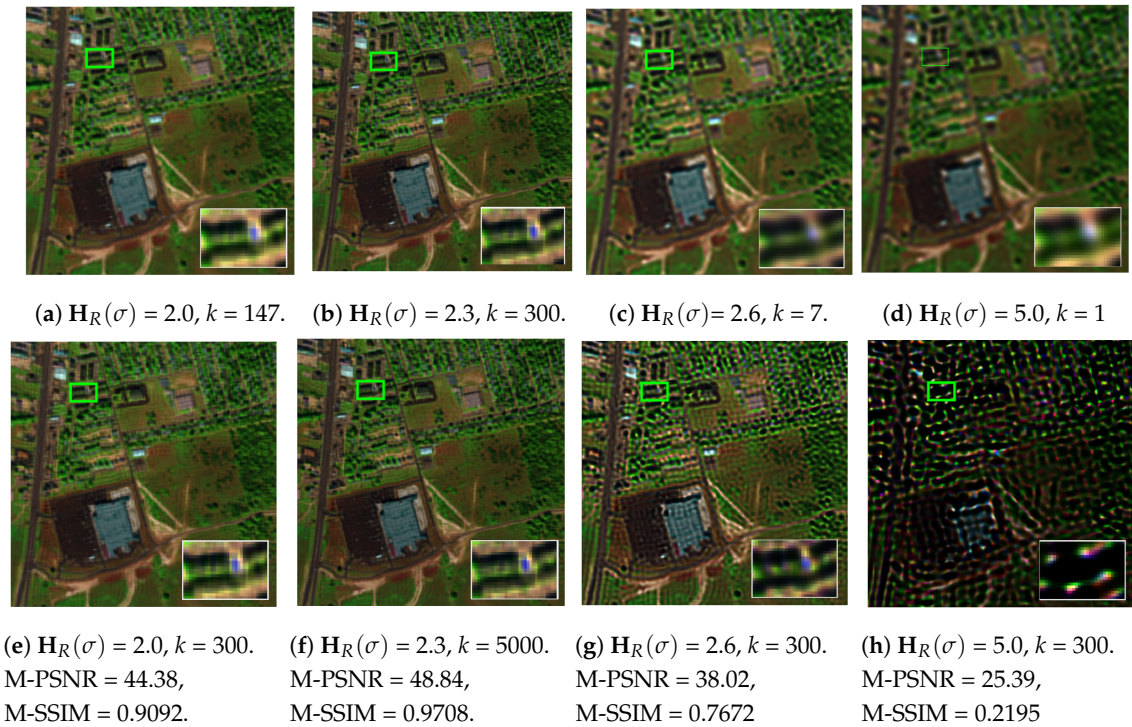 (a) H_R(σ) = 2.0, k = 147.
(b) H_R(σ) = 2.3, k = 300.
(c) H_R(σ)= 2.6, k = 7.
(d) H_R(σ) = 5.0, k = 1
(e) H_R(σ) = 2.0, k = 300.
M-PSNR = 44.38,
M-SSIM = 0.9092.
(f) H_R(σ) = 2.3, k = 5000.
M-PSNR = 48.84,
M-SSIM = 0.9708.
(g) H_R(σ) = 2.6, k = 300.
M-PSNR = 38.02,
M-SSIM = 0.7672
(h) H_R(σ) = 5.0, k = 300.
M-PSNR = 25.39,
M-SSIM = 0.2195